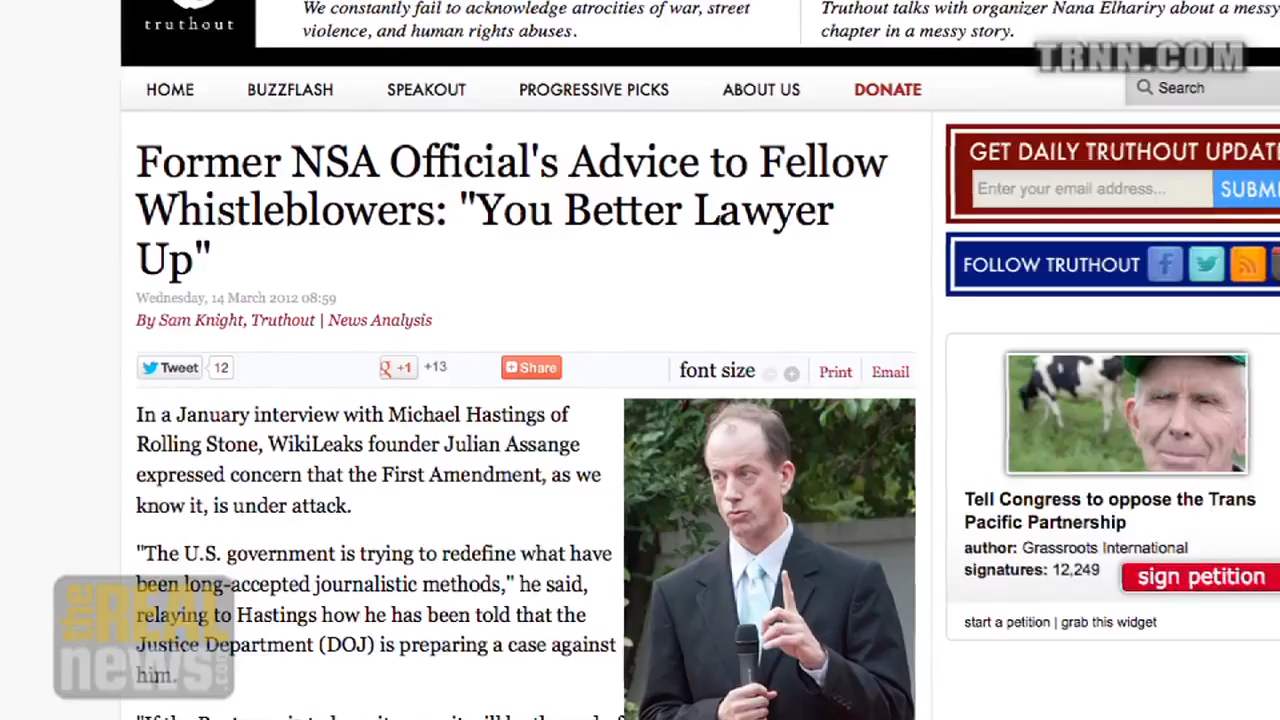 We constantly fail to acknowledge atrocities of war, street
violence, and human rights abuses.
Truthout talks with organizer Nana Elhariry about a messy
chapter in a messy story.
truthout
TRNN.COM
HOME
BUZZFLASH
SPEAKOUT
PROGRESSIVE PICKS
ABOUT US
DONATE
Search
Former NSA Official's Advice to Fellow
Whistleblowers: "You Better Lawyer
Up"
Wednesday, 14 March 2012 08:59
By Sam Knight, Truthout | News Analysis
Tweet 12
+1 +13
Share
font size
Print
Email
In a January interview with Michael Hastings of
Rolling Stone, WikiLeaks founder Julian Assange
expressed concern that the First Amendment, as we
know it, is under attack.
"The U.S. government is trying to redefine what have
been long-accepted journalistic methods," he said,
relaying to Hastings how he has been told that the
Justice Department (DOJ) is preparing a case against
him.
the REAL
news.com
GET DAILY TRUTHOUT UPDATE
Enter your email address...
SUBM
FOLLOW TRUTHOUT
Tell Congress to oppose the Trans
Pacific Partnership
author: Grassroots International
signatures: 12,249
sign petition
start a petition | grab this widget